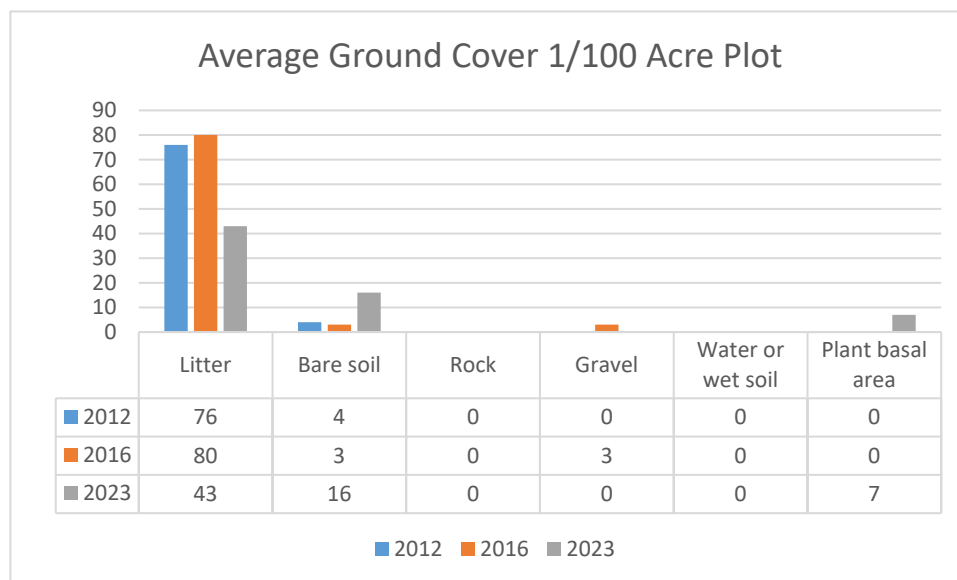 Average Ground Cover 1/100 Acre Plot
90
80
70
60
50
40
30
20
10
0
Litter Bare soil Rock Gravel Water or wet soil Plant basal area
2012 76 4 0 0 0 0
2016 80 3 0 3 0 0
2023 43 16 0 0 0 7
2012 2016 2023